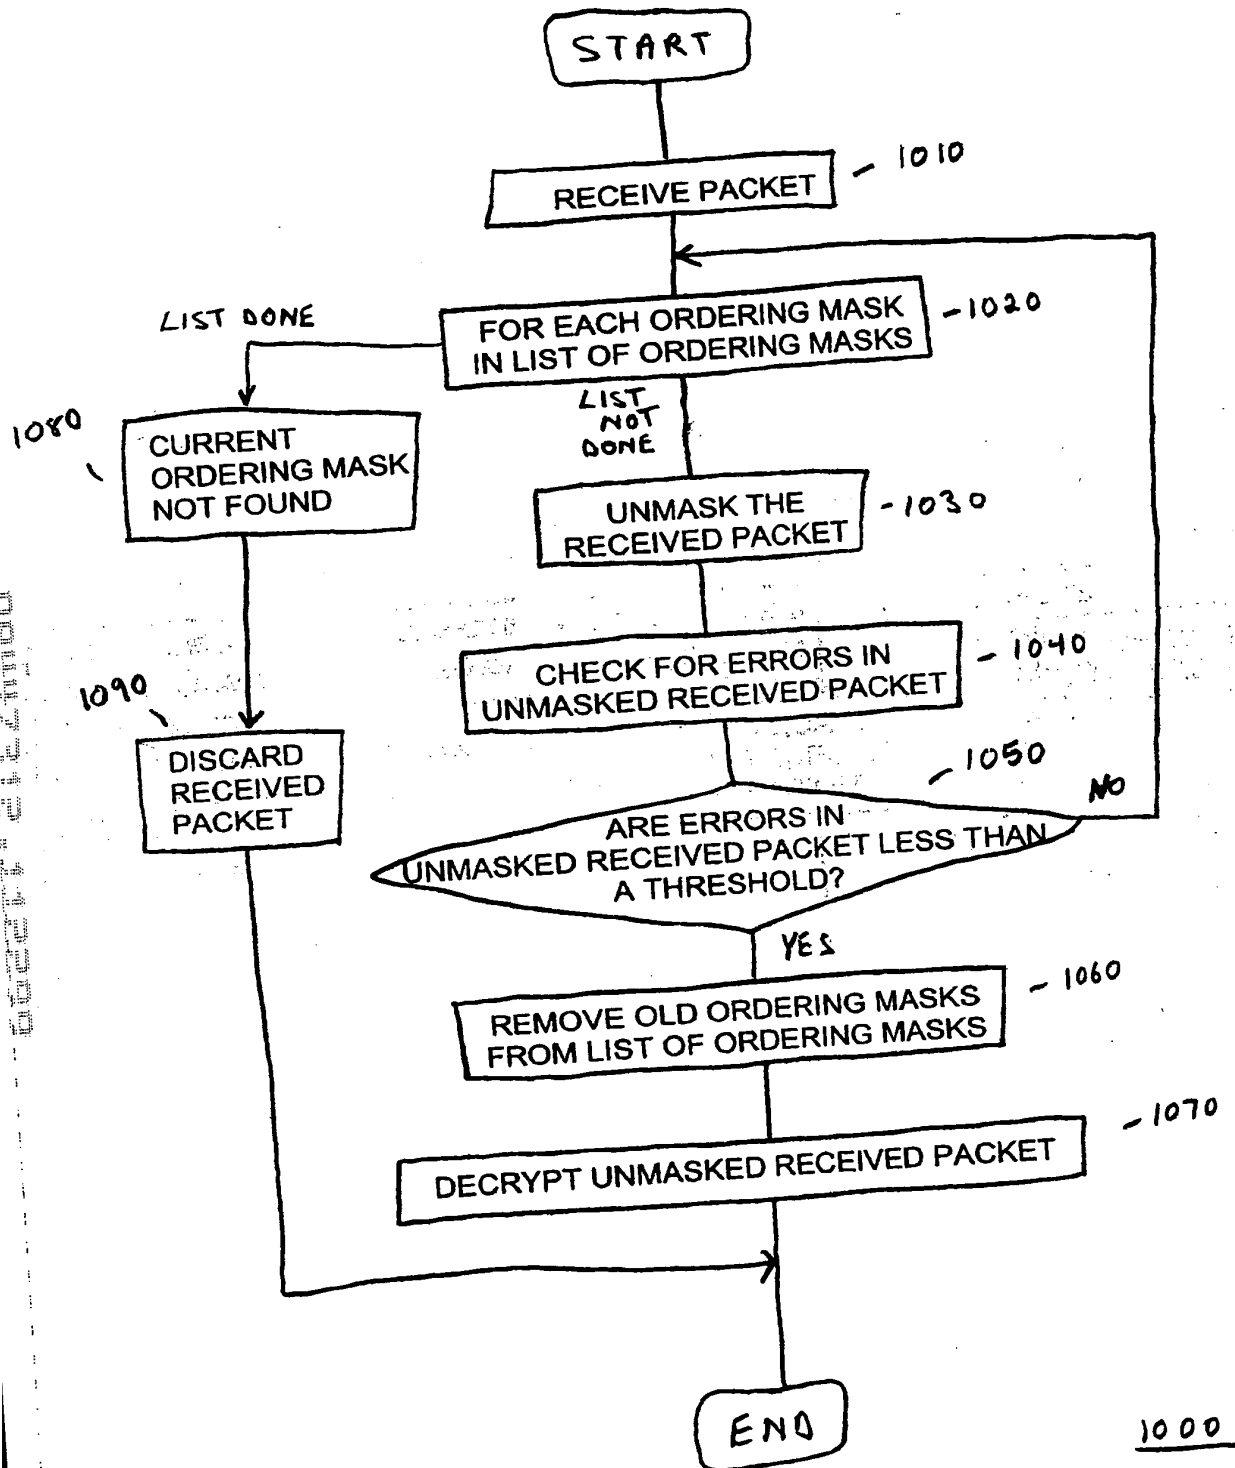 START
RECEIVE PACKET
1010
FOR EACH ORDERING MASK
IN LIST OF ORDERING MASKS
1020
LIST DONE
LIST
NOT
DONE
1080
CURRENT
ORDERING MASK
NOT FOUND
UNMASK THE
RECEIVED PACKET
1030
CHECK FOR ERRORS IN
UNMASKED RECEIVED PACKET
1040
1090
DISCARD
RECEIVED
PACKET
1050
NO
ARE ERRORS IN
UNMASKED RECEIVED PACKET LESS THAN
A THRESHOLD?
YES
REMOVE OLD ORDERING MASKS
FROM LIST OF ORDERING MASKS
1060
DECRYPT UNMASKED RECEIVED PACKET
1070
END
1000